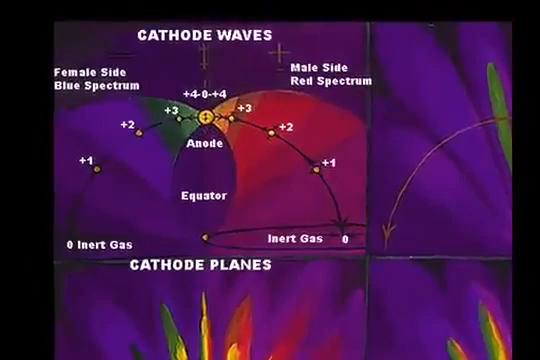 CATHODE WAVES
Female Side
Blue Spectrum
Male Side
Red Spectrum
+4-0-+4
+3
+3
+2
+2
Anode
+1
+1
Equator
0 Inert Gas
Inert Gas 0
CATHODE PLANES